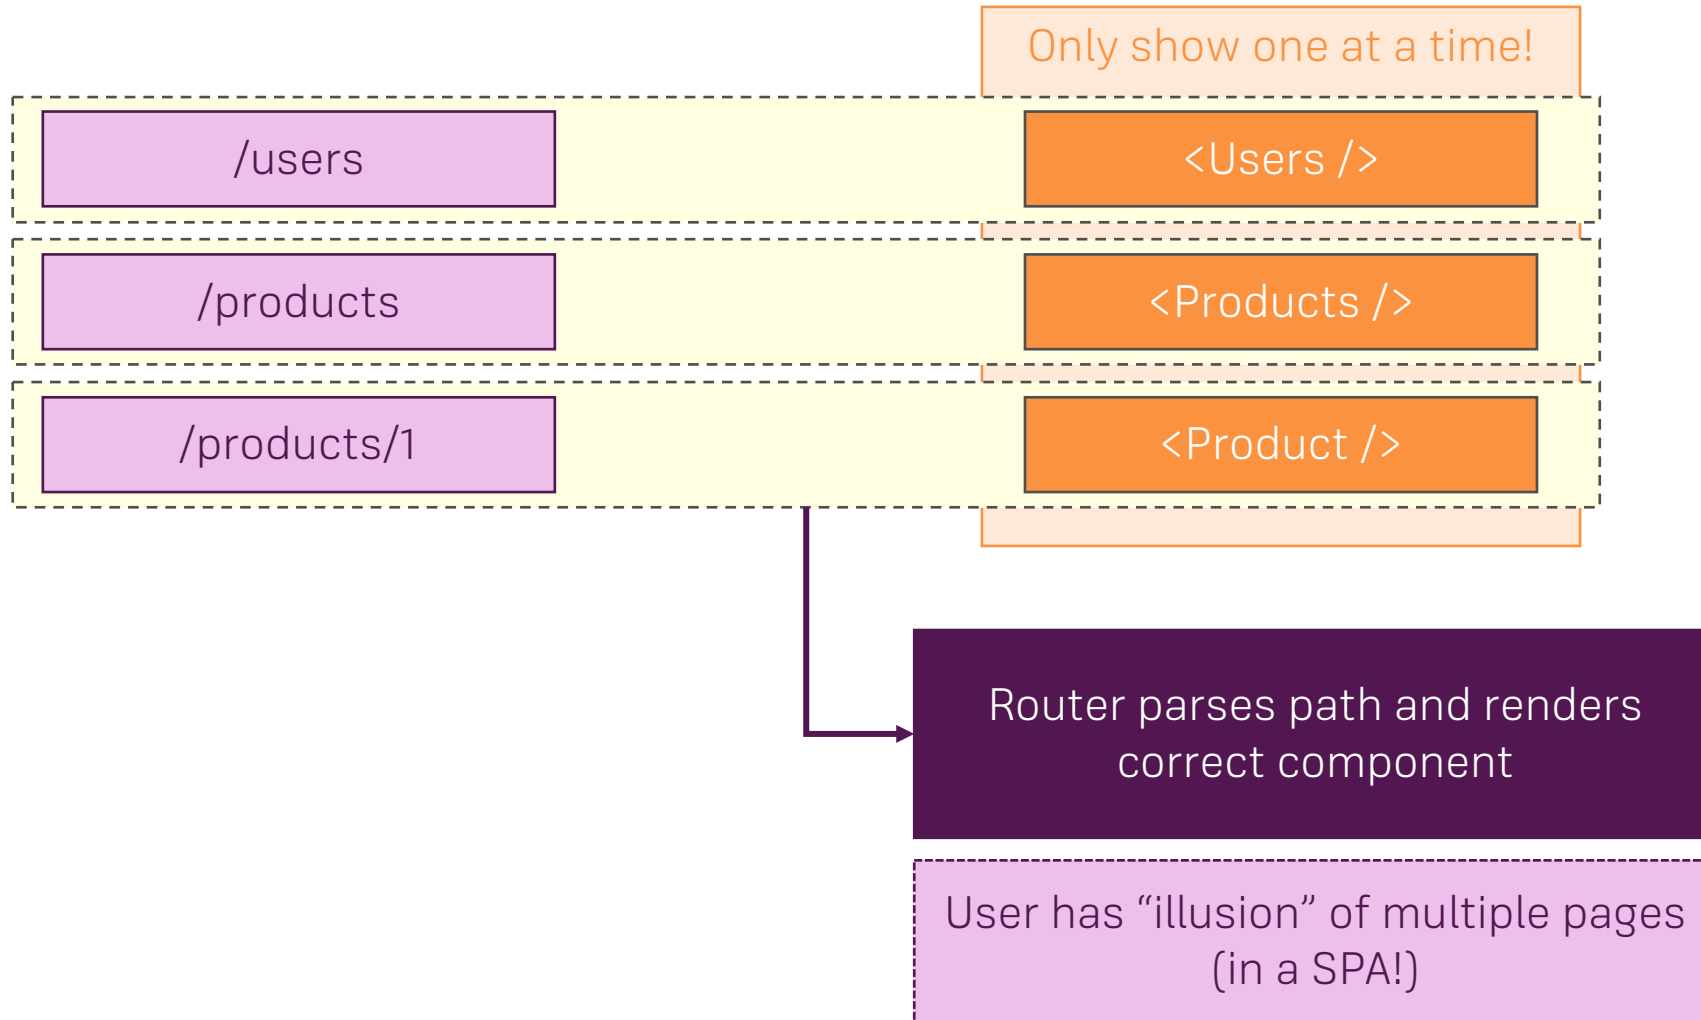 Only show one at a time!
/users
<Users />
/products
<Products />
/products/1
<Product />
Router parses path and renders
correct component
User has “illusion” of multiple pages
(in a SPA!)